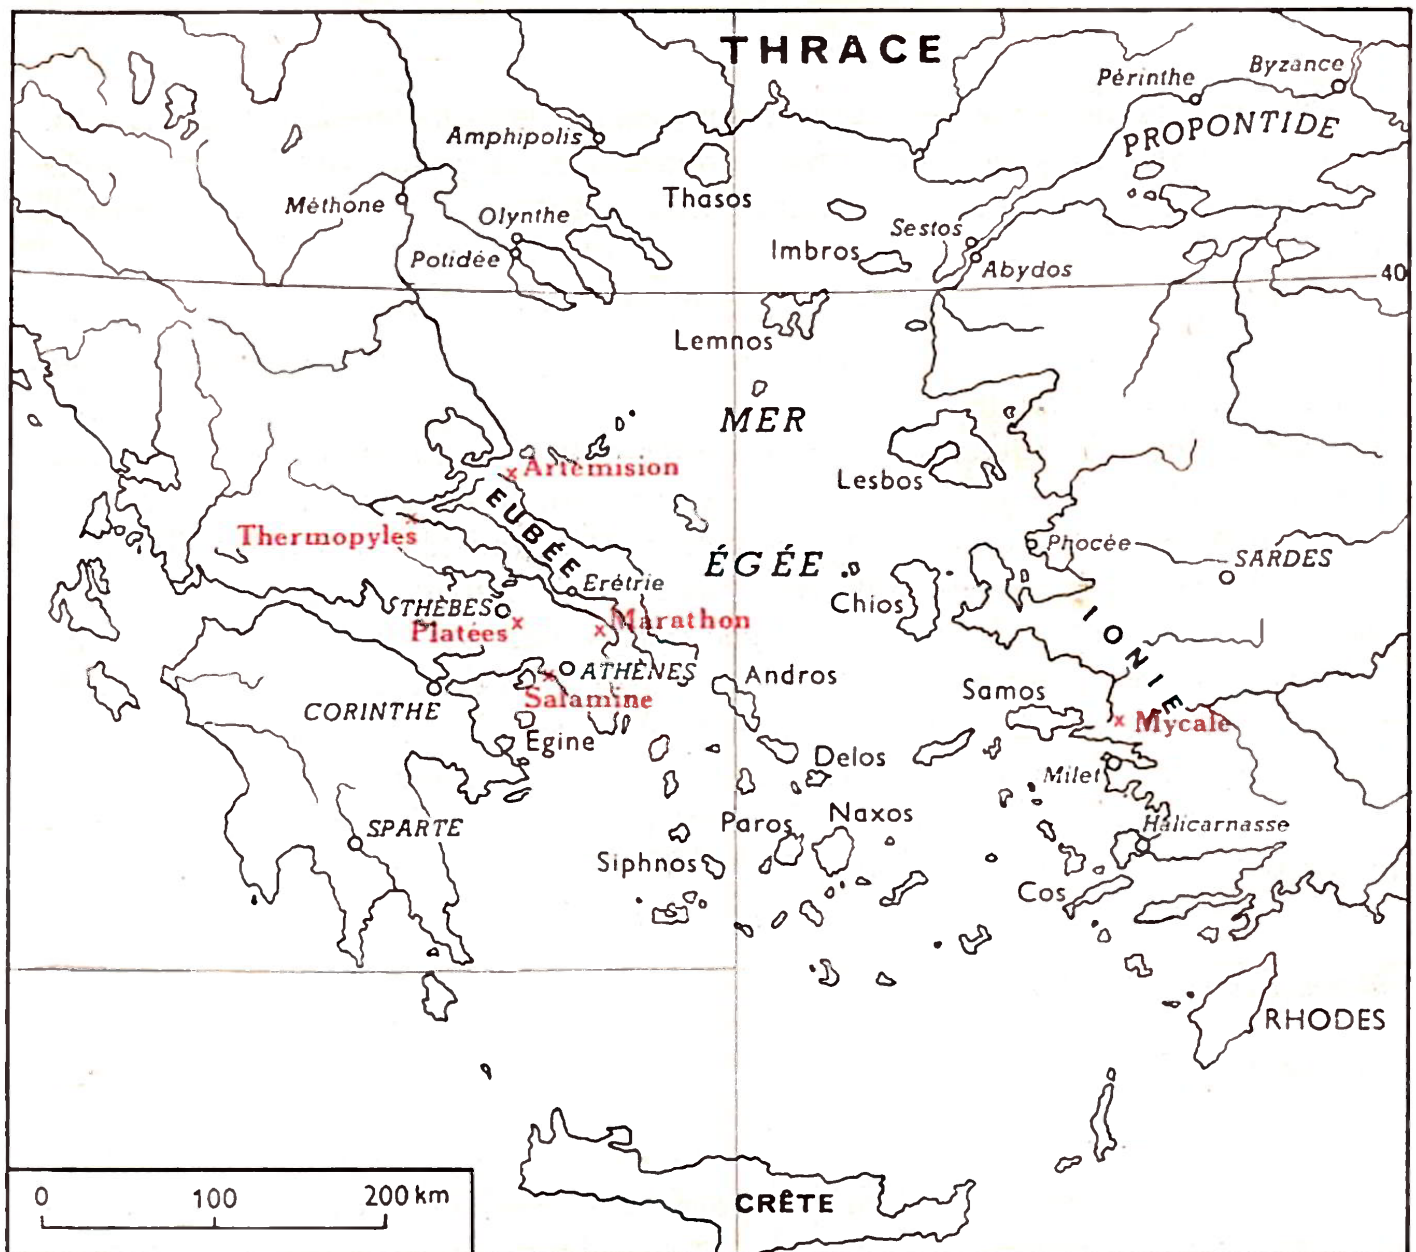 THRACE
Byzance
Périnthe
PROPONTIDE
Amphipolis
Thasos
Méthone
Olynthe
Sestos
Imbros
Potidée
Abydos
40
Lemnos
MER
Artémision
Lesbos
EUBÉE
Thermopyles
Phocée
SARDES
ÉGÉE
Erétrie
Chios
THÈBES
Marathon
Platées
IONIE
ATHÈNES
Andros
Samos
Salamine
CORINTHE
Mycale
Egine
Delos
Milet
Naxos
Paros
SPARTE
Halicarnasse
Siphnos
Cos
RHODES
CRÊTE
0 100 200 km